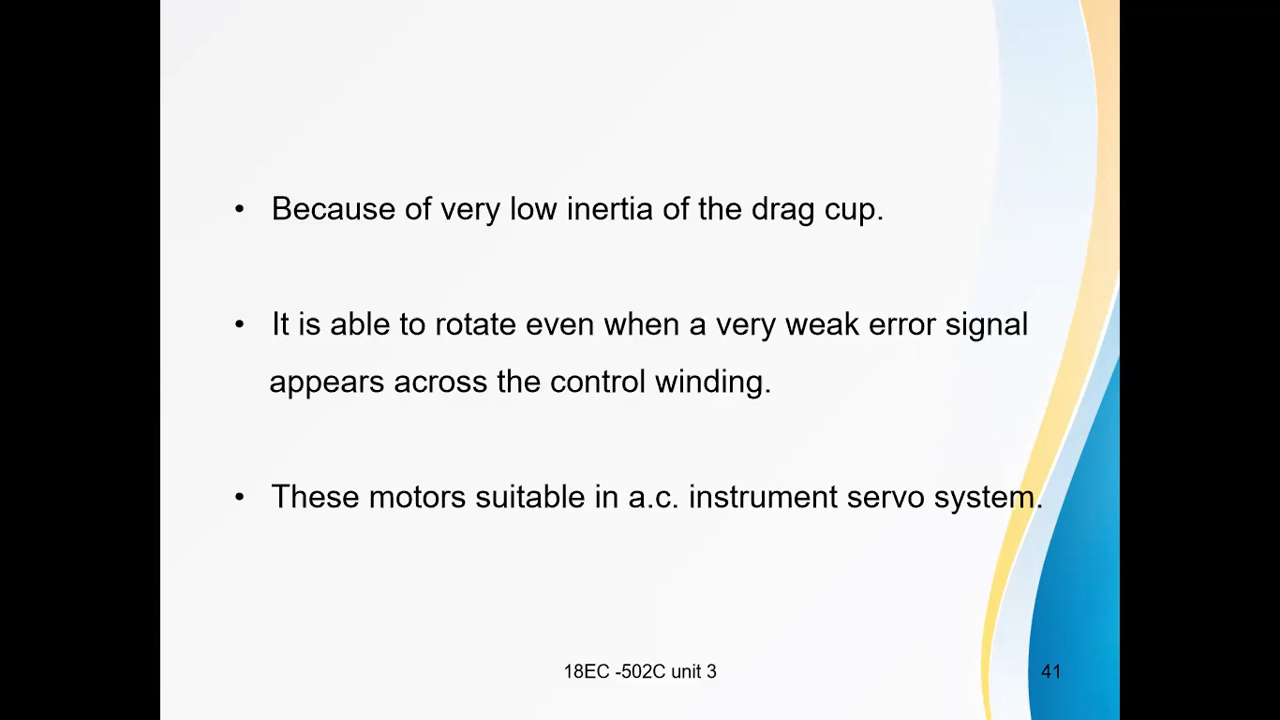 • Because of very low inertia of the drag cup.
• It is able to rotate even when a very weak error signal
appears across the control winding.
• These motors suitable in a.c. instrument servo system.
18EC -502C unit 3
41